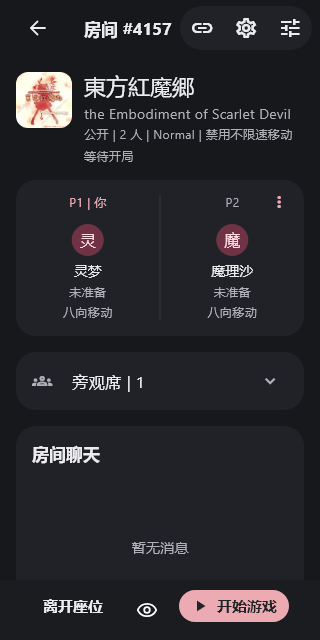 房间 #4157
東方紅魔郷
the Embodiment of Scarlet Devil
公开 | 2 人 | Normal | 禁用不限速移动
等待开局
P1 | 你
P2
灵
魔
灵梦
魔理沙
未准备
未准备
八向移动
八向移动
旁观席 | 1
房间聊天
暂无消息
离开座位
开始游戏